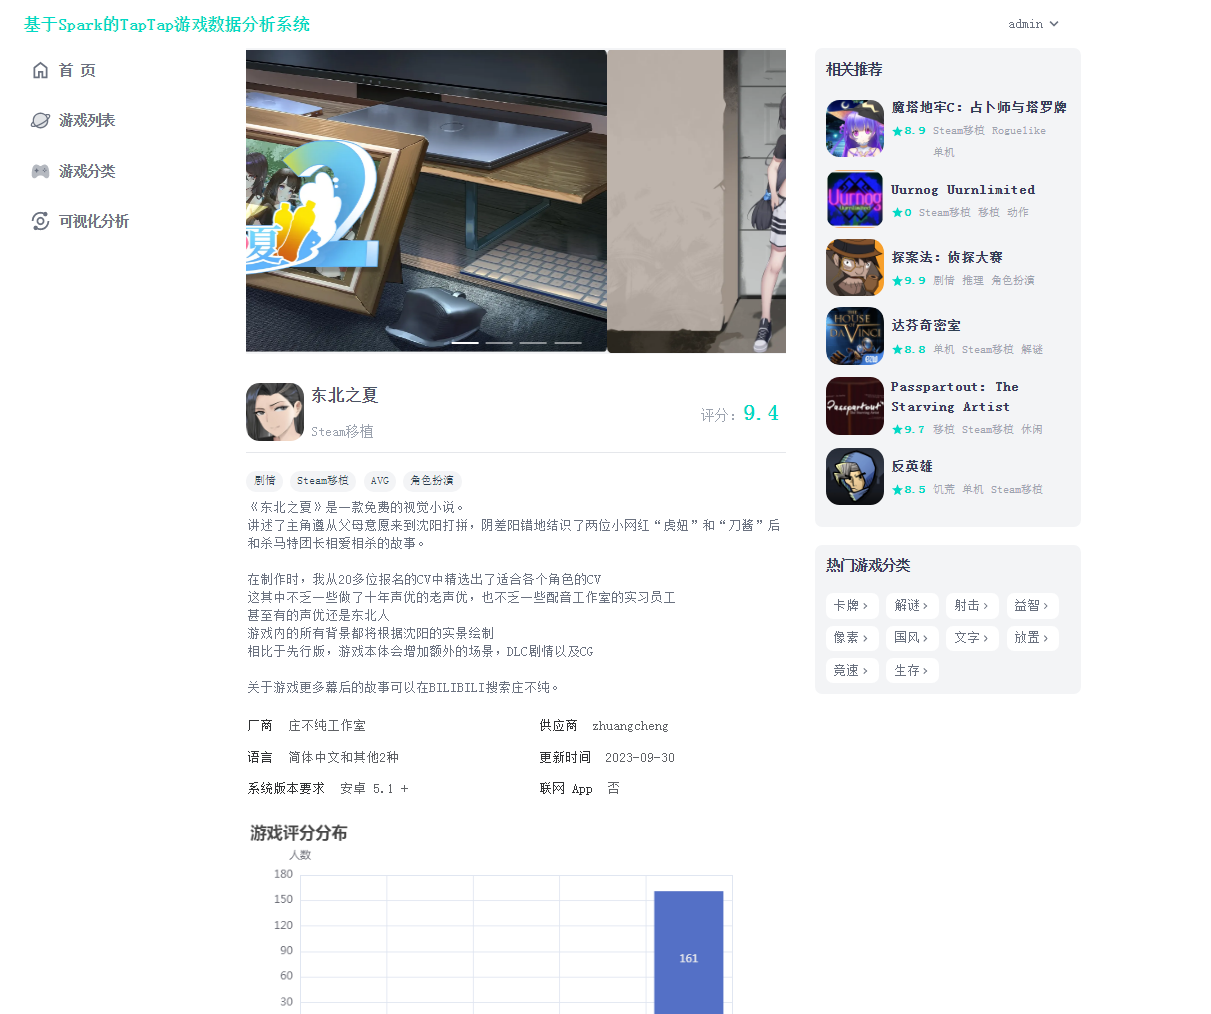 基于Spark的TapTap游戏数据分析系统
admin
首 页
游戏列表
游戏分类
可视化分析
夏
东北之夏
Steam移植
评分：9.4
剧情 Steam移植 AVG 角色扮演
《东北之夏》是一款免费的视觉小说。
讲述了主角遵从父母意愿来到沈阳打拼，阴差阳错地结识了两位小网红“虎妞”和“刀酱”后
和杀马特团长相爱相杀的故事。
在制作时，我从20多位报名的CV中精选出了适合各个角色的CV
这其中不乏一些做了十年声优的老声优，也不乏一些配音工作室的实习员工
甚至有的声优还是东北人
游戏内的所有背景都将根据沈阳的实景绘制
相比于先行版，游戏本体会增加额外的场景，DLC剧情以及CG
关于游戏更多幕后的故事可以在BILIBILI搜索庄不纯。
厂商 庄不纯工作室
供应商 zhuangcheng
语言 简体中文和其他2种
更新时间 2023-09-30
系统版本要求 安卓 5.1 +
联网 App 否
游戏评分分布
人数
180
150
120
90
60
30
161
相关推荐
魔塔地牢C：占卜师与塔罗牌
★8.9 Steam移植 Roguelike
单机
Uurnog
Uurnlimited
Uurnog Uurnlimited
★0 Steam移植 移植 动作
探案法：侦探大赛
★9.9 剧情 推理 角色扮演
THE
HOUSE
OF
DA VINCI
达芬奇密室
★8.8 单机 Steam移植 解谜
Passpartout
Passpartout: The
Starving Artist
★9.7 移植 Steam移植 休闲
反英雄
★8.5 饥荒 单机 Steam移植
热门游戏分类
卡牌 › 解谜 › 射击 › 益智 ›
像素 › 国风 › 文字 › 放置 ›
竞速 › 生存 ›